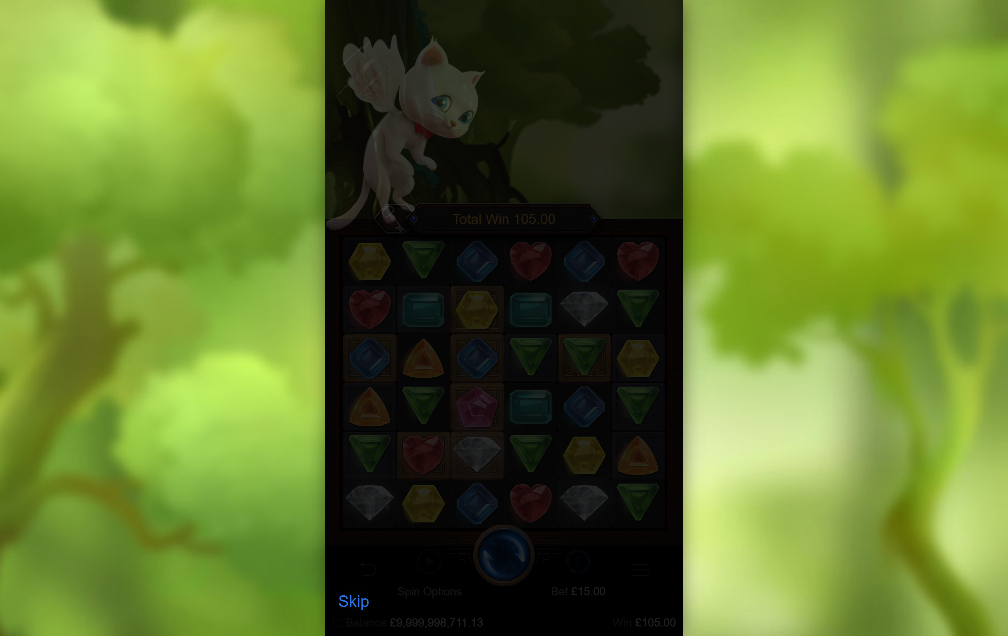 Total Win 105.00
Spin Options
Bet £15.00
Skip
Balance £9,999,998,711.13
Win £105.00